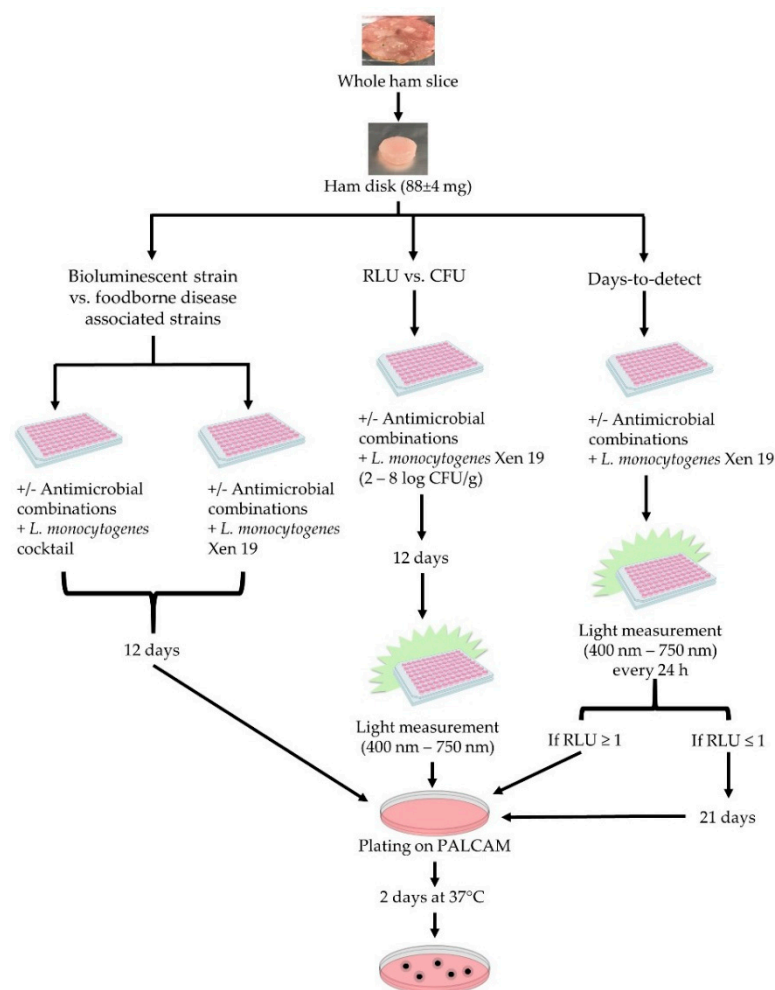 Whole ham slice
Ham disk (88±4 mg)
Bioluminescent strain
vs. foodborne disease
associated strains
RLU vs. CFU
Days-to-detect
+/- Antimicrobial
combinations
+ L. monocytogenes
cocktail
+/- Antimicrobial
combinations
+ L. monocytogenes
Xen 19
+/- Antimicrobial
combinations
+ L. monocytogenes Xen 19
(2 – 8 log CFU/g)
+/- Antimicrobial
combinations
+ L. monocytogenes Xen 19
12 days
12 days
Light measurement
(400 nm – 750 nm)
Light measurement
(400 nm – 750 nm)
every 24 h
If RLU ≥ 1
If RLU ≤ 1
21 days
Plating on PALCAM
2 days at 37°C